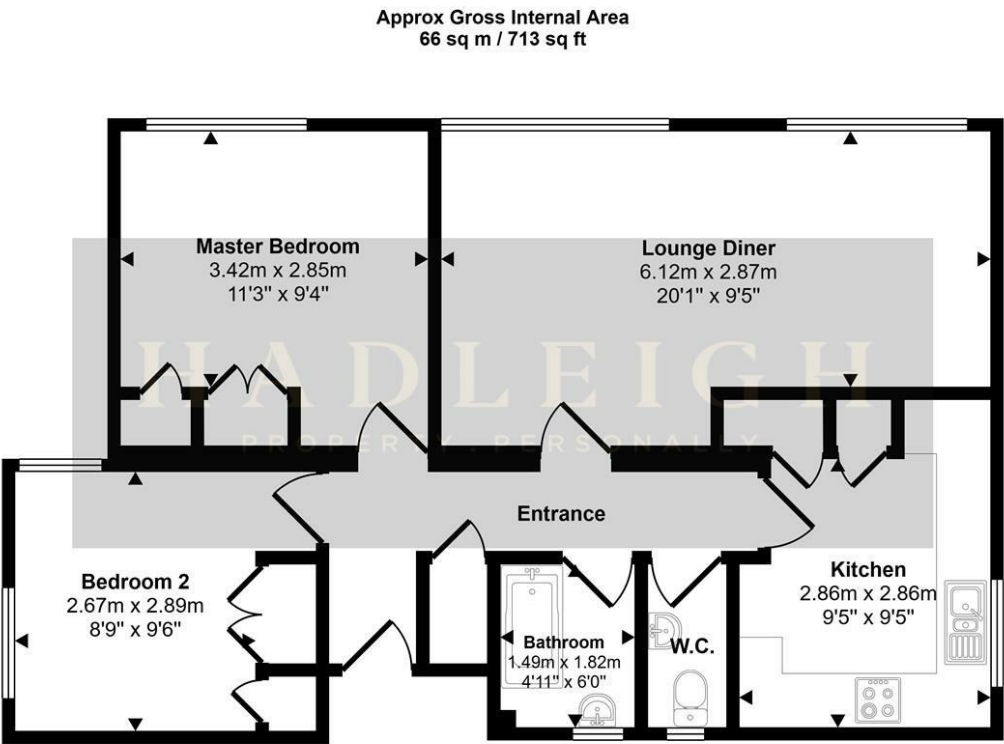 Approx Gross Internal Area
66 sq m / 713 sq ft
Master Bedroom
3.42m x 2.85m
11'3" x 9'4"
Lounge Diner
6.12m x 2.87m
20'1" x 9'5"
HADLEIGH
PROPERTY . PERSONALLY
Entrance
Bedroom 2
2.67m x 2.89m
8'9" x 9'6"
Bathroom
1.49m x 1.82m
4'11" x 6'0"
W.C.
Kitchen
2.86m x 2.86m
9'5" x 9'5"